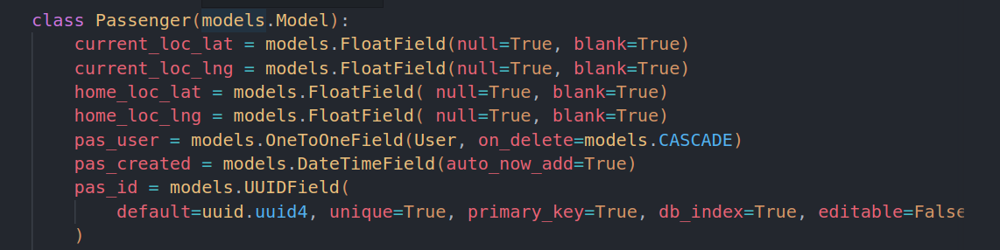 class Passenger(models.Model):
    current_loc_lat = models.FloatField(null=True, blank=True)
    current_loc_lng = models.FloatField(null=True, blank=True)
    home_loc_lat = models.FloatField( null=True, blank=True)
    home_loc_lng = models.FloatField( null=True, blank=True)
    pas_user = models.OneToOneField(User, on_delete=models.CASCADE)
    pas_created = models.DateTimeField(auto_now_add=True)
    pas_id = models.UUIDField(
        default=uuid.uuid4, unique=True, primary_key=True, db_index=True, editable=False
    )